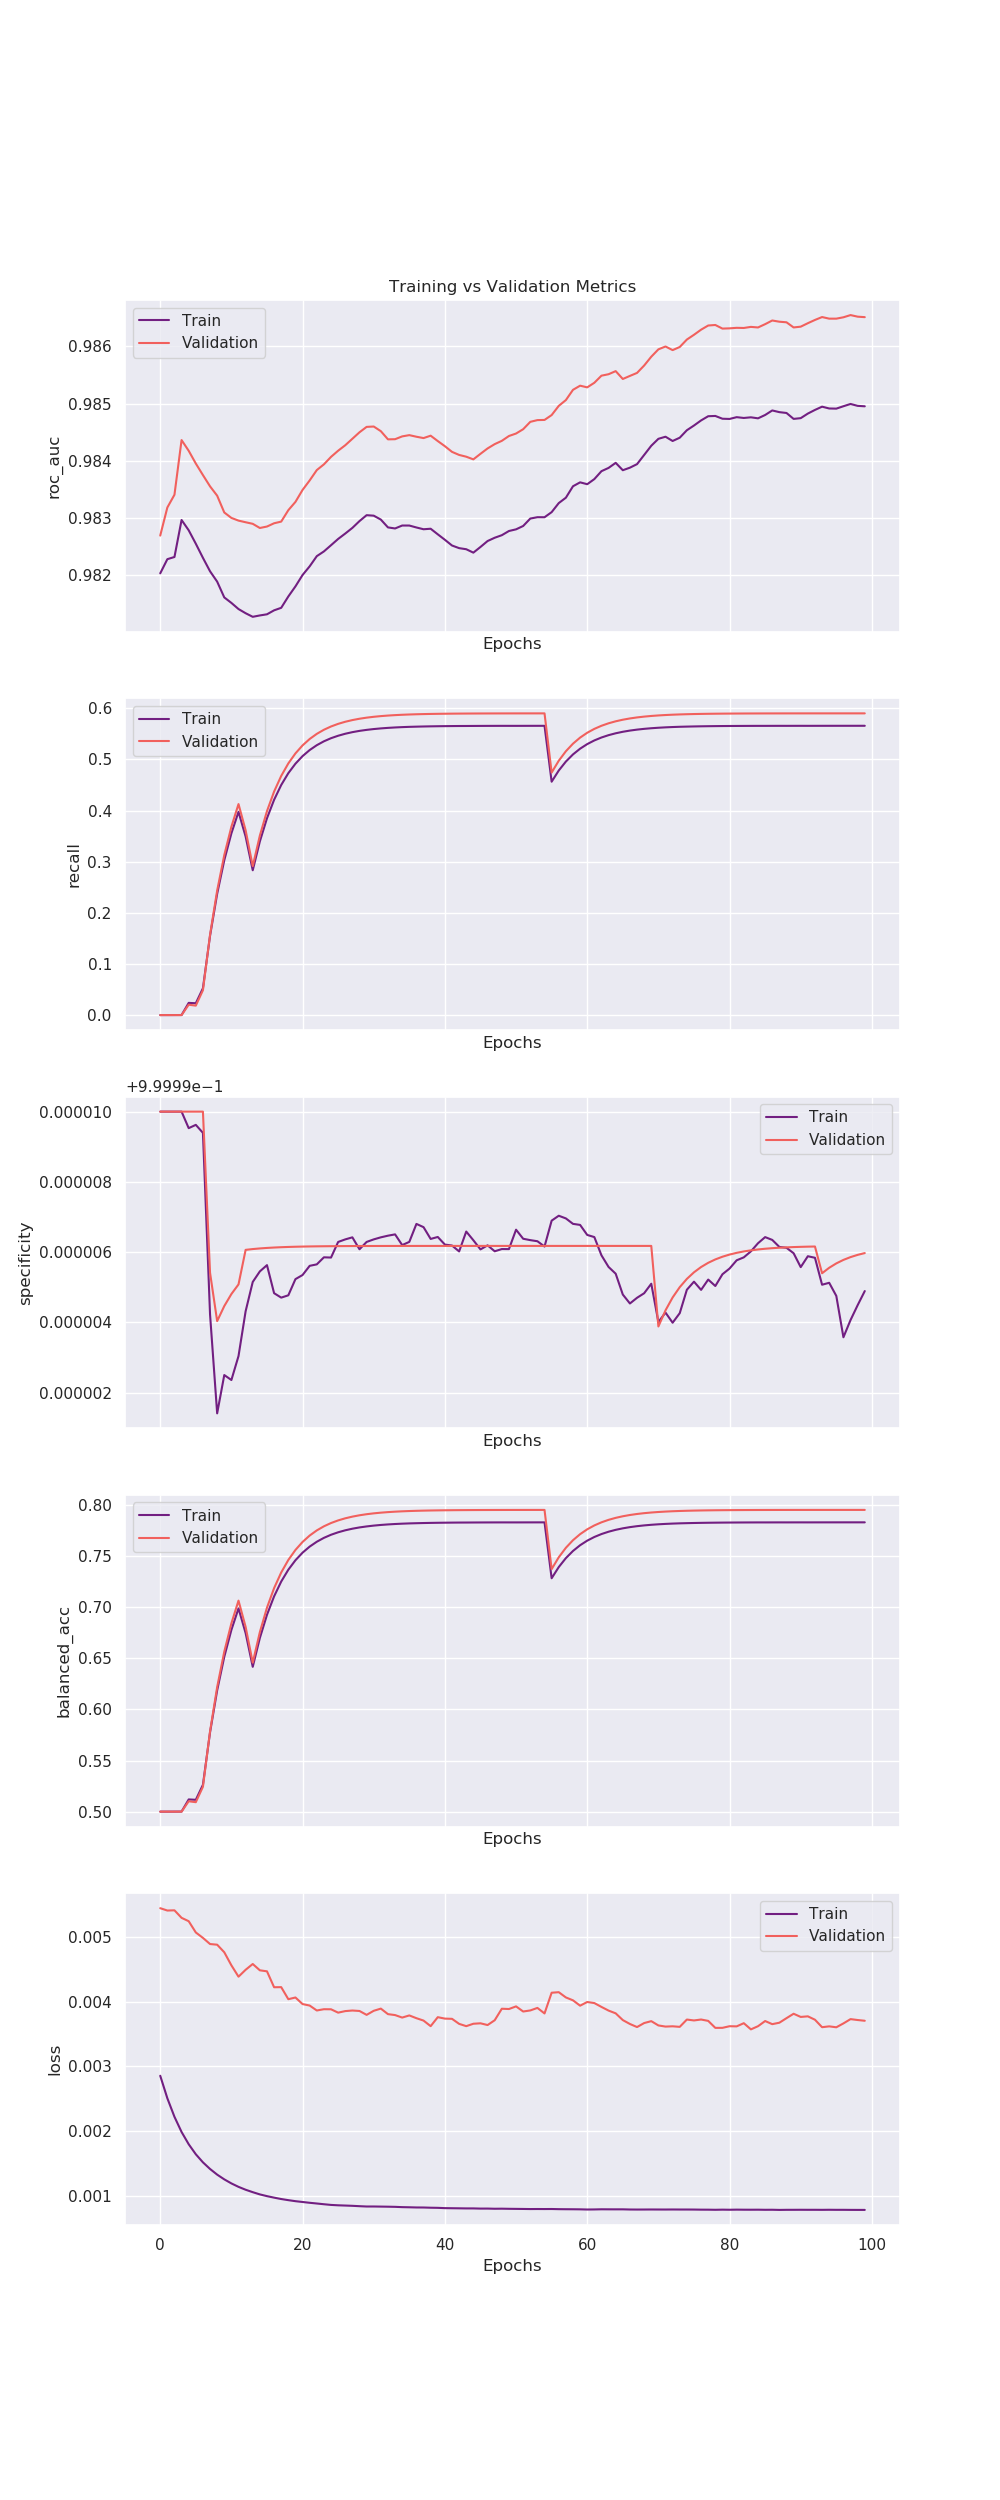 Training vs Validation Metrics
Train
Validation
0.986
0.985
0.984
0.983
0.982
roc_auc
Epochs
Train
Validation
0.6
0.5
0.4
0.3
0.2
0.1
0.0
recall
Epochs
+9.9999e−1
Train
Validation
0.000010
0.000008
0.000006
0.000004
0.000002
specificity
Epochs
Train
Validation
0.80
0.75
0.70
0.65
0.60
0.55
0.50
balanced_acc
Epochs
Train
Validation
0.005
0.004
0.003
0.002
0.001
loss
0 20 40 60 80 100
Epochs